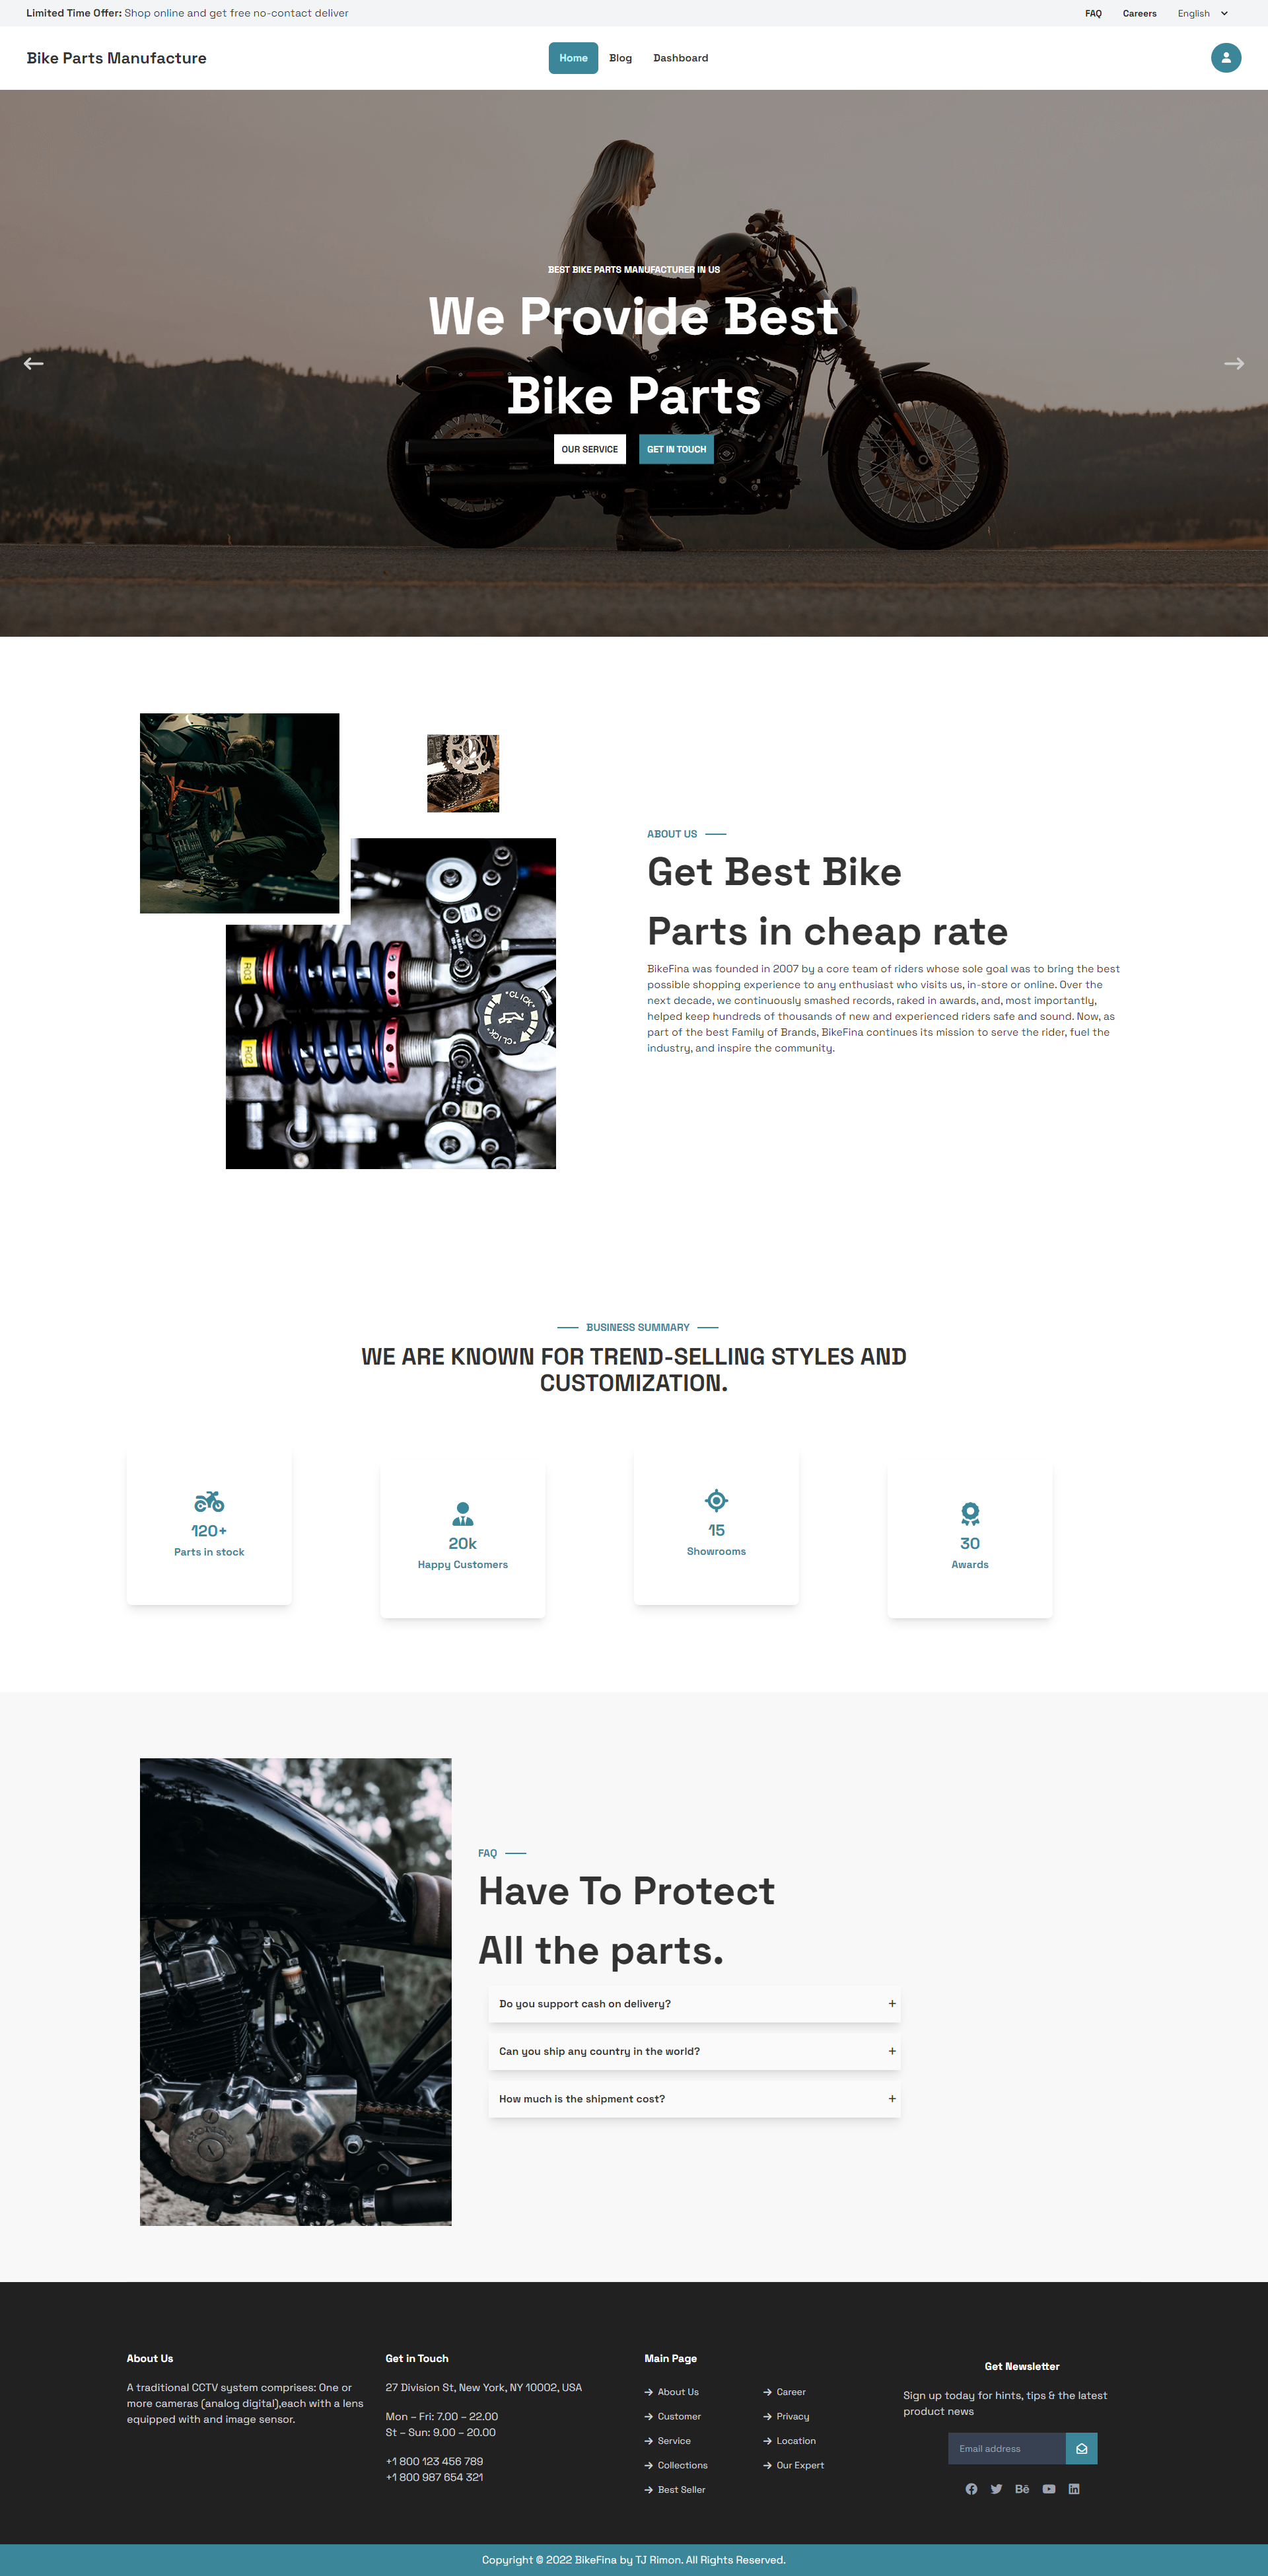 Limited Time Offer: Shop online and get free no-contact deliver
FAQ
Careers
English
Bike Parts Manufacture
Home
Blog
Dashboard
BEST BIKE PARTS MANUFACTURER IN US
We Provide Best
Bike Parts
OUR SERVICE
GET IN TOUCH
ABOUT US
Get Best Bike
Parts in cheap rate
BikeFina was founded in 2007 by a core team of riders whose sole goal was to bring the best
possible shopping experience to any enthusiast who visits us, in-store or online. Over the
next decade, we continuously smashed records, raked in awards, and, most importantly,
helped keep hundreds of thousands of new and experienced riders safe and sound. Now, as
part of the best Family of Brands, BikeFina continues its mission to serve the rider, fuel the
industry, and inspire the community.
R03
CLICK
CLICK
R02
BUSINESS SUMMARY
WE ARE KNOWN FOR TREND-SELLING STYLES AND
CUSTOMIZATION.
120+
Parts in stock
20k
Happy Customers
15
Showrooms
30
Awards
FAQ
Have To Protect
All the parts.
Do you support cash on delivery?
+
Can you ship any country in the world?
+
How much is the shipment cost?
+
HONDA
About Us
A traditional CCTV system comprises: One or
more cameras (analog digital),each with a lens
equipped with and image sensor.
Get in Touch
27 Division St, New York, NY 10002, USA
Mon – Fri: 7.00 – 22.00
St – Sun: 9.00 – 20.00
+1 800 123 456 789
+1 800 987 654 321
Main Page
About Us
Customer
Service
Collections
Best Seller
Career
Privacy
Location
Our Expert
Get Newsletter
Sign up today for hints, tips & the latest
product news
Email address
Copyright © 2022 BikeFina by TJ Rimon. All Rights Reserved.